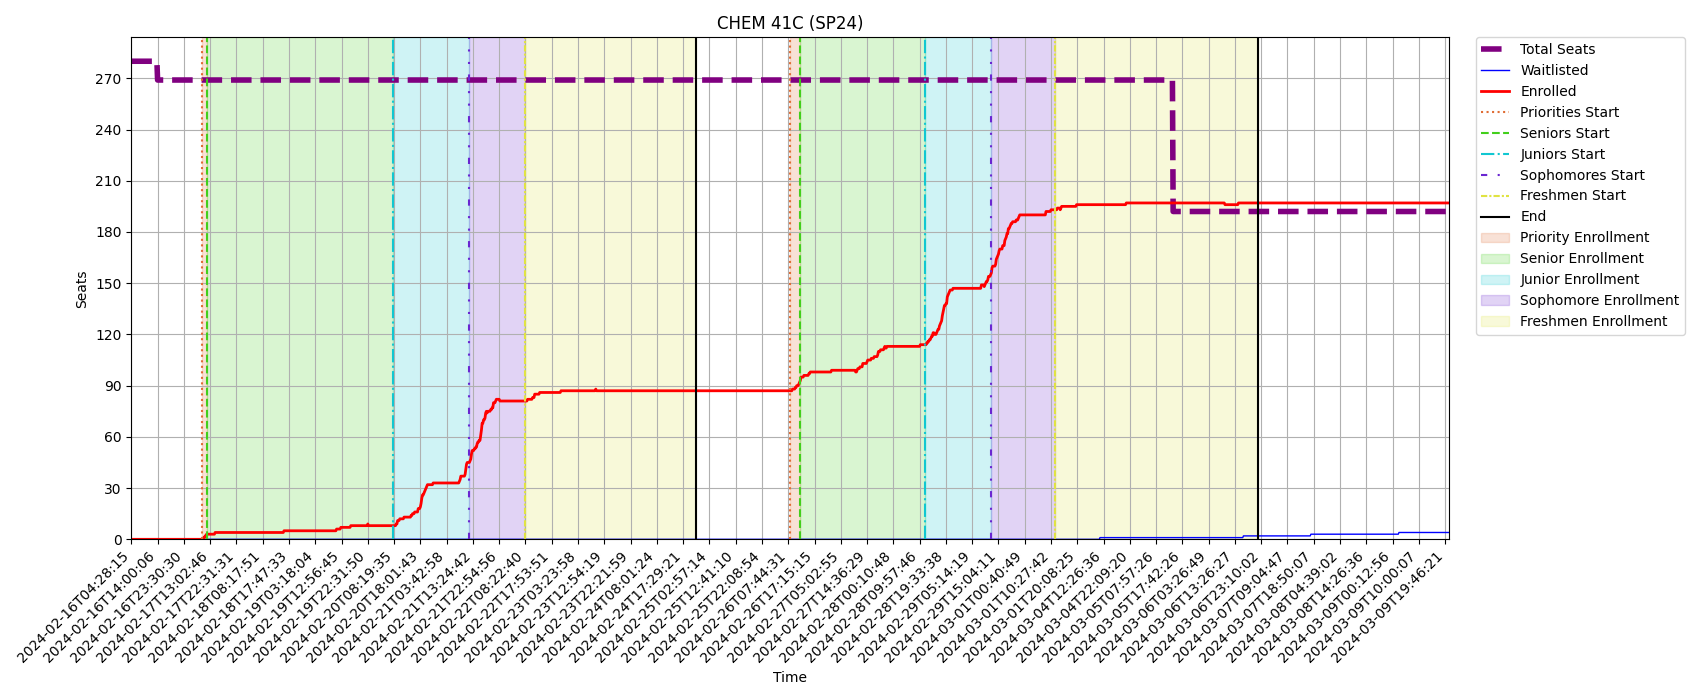 CHEM 41C (SP24)
Seats
270
240
210
180
150
120
90
60
30
0
2024-02-16T04:28:15
2024-02-16T14:00:06
2024-02-16T23:30:30
2024-02-17T13:02:46
2024-02-17T22:31:31
2024-02-18T08:17:51
2024-02-18T17:47:33
2024-02-19T03:18:04
2024-02-19T12:56:45
2024-02-19T22:31:50
2024-02-20T08:19:35
2024-02-20T18:01:43
2024-02-21T03:42:58
2024-02-21T13:24:42
2024-02-21T22:54:56
2024-02-22T08:22:40
2024-02-22T17:53:51
2024-02-23T03:23:58
2024-02-23T12:54:19
2024-02-23T22:21:59
2024-02-24T08:01:24
2024-02-24T17:29:21
2024-02-25T02:57:14
2024-02-25T12:41:10
2024-02-25T22:08:54
2024-02-26T07:44:31
2024-02-26T17:15:15
2024-02-27T05:02:55
2024-02-27T14:36:29
2024-02-28T00:10:48
2024-02-28T09:57:46
2024-02-28T19:33:38
2024-02-29T05:14:19
2024-02-29T15:04:11
2024-03-01T00:40:49
2024-03-01T10:27:42
2024-03-01T20:08:25
2024-03-04T12:26:36
2024-03-04T22:09:20
2024-03-05T07:57:26
2024-03-05T17:42:26
2024-03-06T03:26:49
2024-03-06T13:26:27
2024-03-06T23:10:02
2024-03-07T09:04:47
2024-03-07T18:50:07
2024-03-08T04:39:02
2024-03-08T14:26:36
2024-03-09T00:12:56
2024-03-09T10:00:07
2024-03-09T19:46:21
Time
Total Seats
Waitlisted
Enrolled
Priorities Start
Seniors Start
Juniors Start
Sophomores Start
Freshmen Start
End
Priority Enrollment
Senior Enrollment
Junior Enrollment
Sophomore Enrollment
Freshmen Enrollment